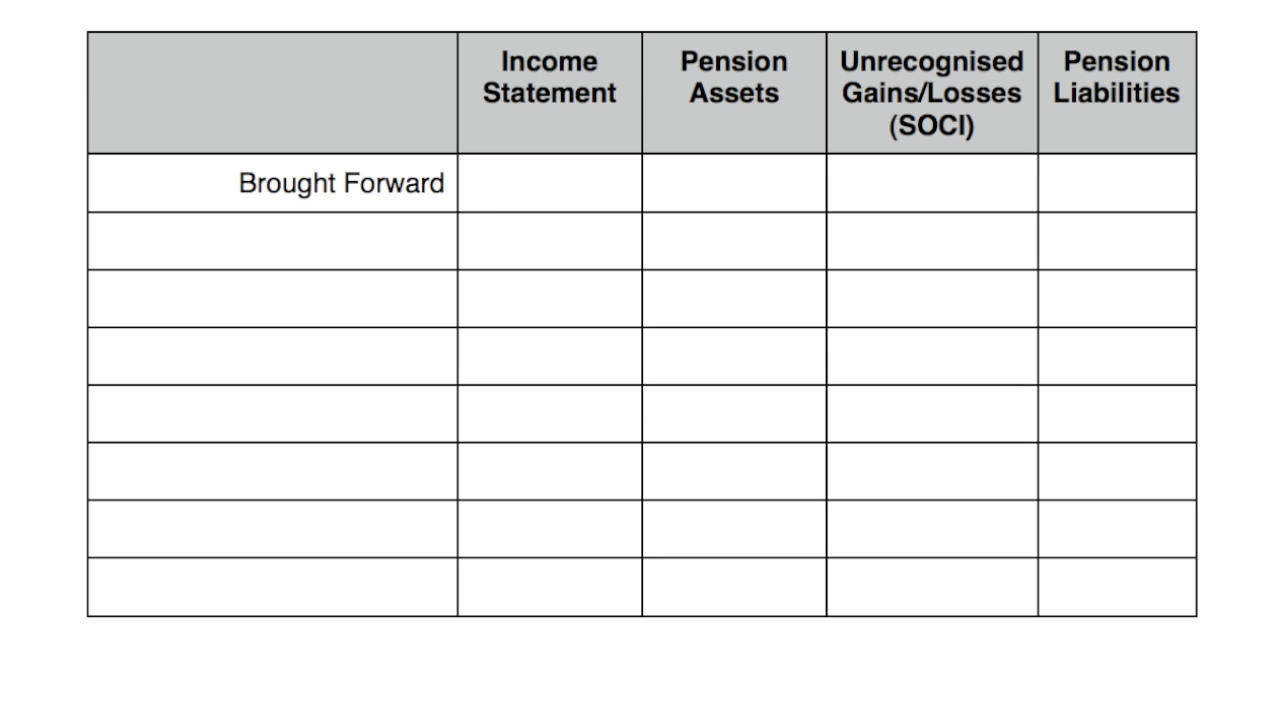 Income
Statement
Pension
Assets
Unrecognised
Gains/Losses
(SOCI)
Pension
Liabilities
Brought Forward